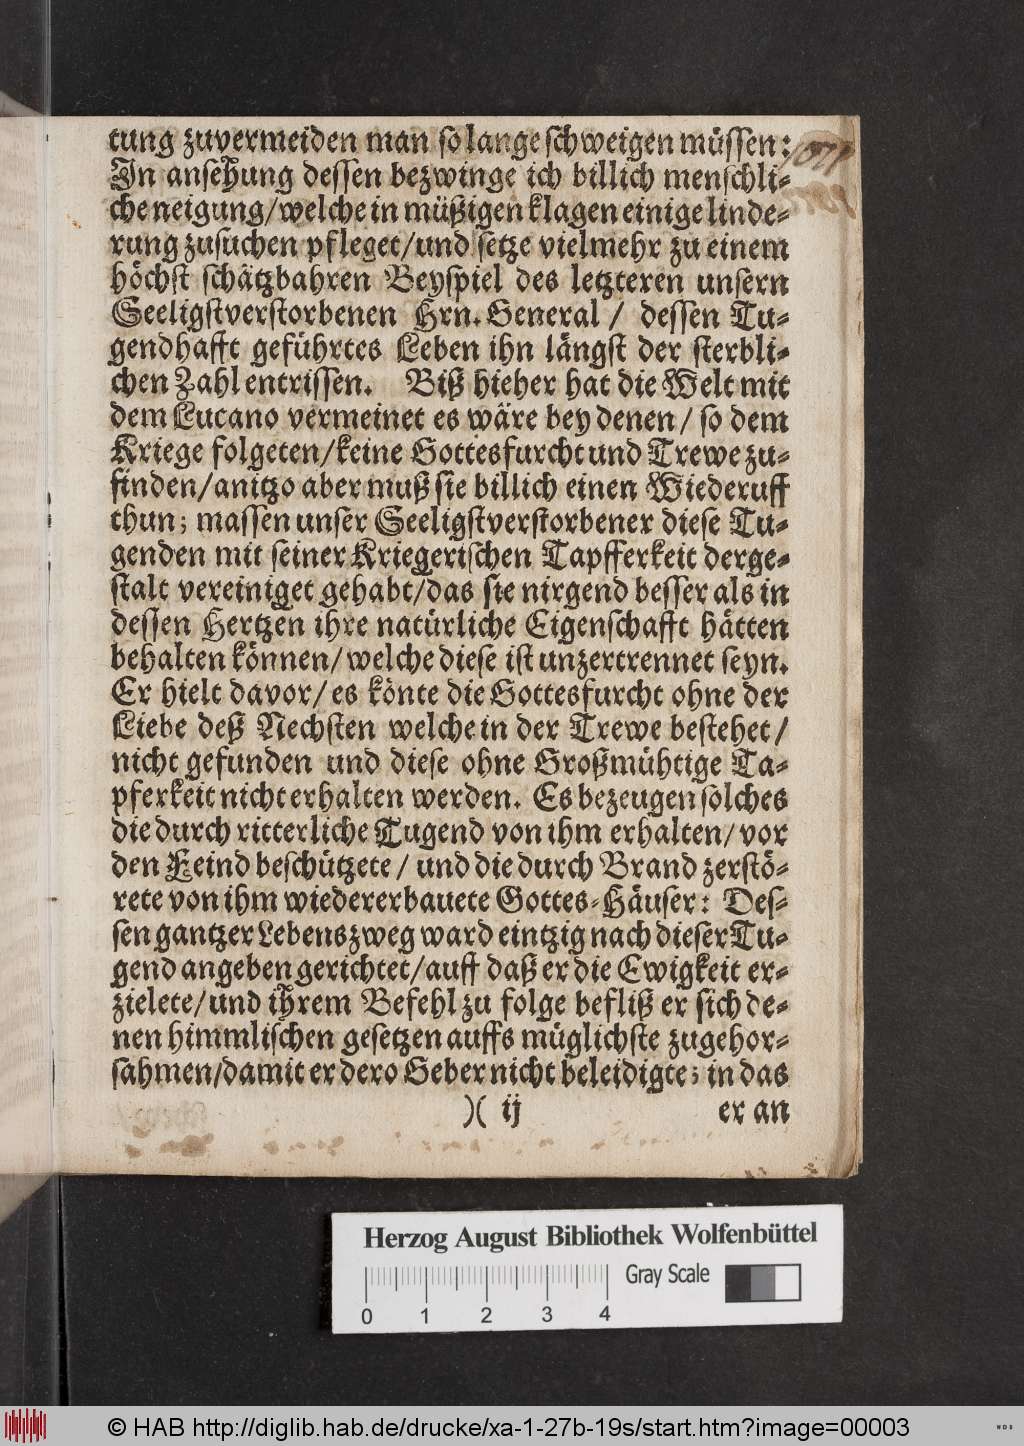 tung zuvermeiden man so lange schweigen müssen:
In ansehung dessen bezwinge ich billich menschli-
che neigung/welche in müßigen klagen einige linde-
rung zusuchen pfleget/und setze vielmehr zu einem
höchst schätzbahren Beyspiel des letzteren unsern
Seeligstverstorbenen Hrn. General / dessen Tu-
gendhafft geführtes Leben ihn längst der sterbli-
chen Zahl entrissen. Biß hieher hat die Welt mit
dem Lucano vermeinet es wäre bey denen / so dem
Kriege folgeten/keine Gottesfurcht und Trewe zu-
finden/anitzo aber muß sie billich einen Wiederuff
thun; massen unser Seeligstverstorbener diese Tu-
genden mit seiner Kriegerischen Tapfferkeit derge-
stalt vereiniget gehabt/das sie nirgend besser als in
dessen Hertzen ihre natürliche Eigenschafft hätten
behalten können/welche diese ist unzertrennet seyn.
Er hielt davor/es könte die Gottesfurcht ohne der
Liebe deß Nechsten welche in der Trewe bestehet/
nicht gefunden und diese ohne Großmühtige Ta-
pferkeit nicht erhalten werden. Es bezeugen solches
die durch ritterliche Tugend von ihm erhalten/vor
den Feind beschützete / und die durch Brand zerstö-
rete von ihm wiedererbauete Gottes-Häuser: Des-
sen gantzer Lebenszweg ward eintzig nach dieser Tu-
gend angeben gerichtet/auff daß er die Ewigkeit er-
zielete/und ihrem Befehl zu folge befliß er sich de-
nen himmlischen gesetzen auffs müglichste zugehor-
sahmen/damit er dero Geber nicht beleidigte; in das
)( ij er an
Herzog August Bibliothek Wolfenbüttel
Gray Scale
0 1 2 3 4
© HAB http://diglib.hab.de/drucke/xa-1-27b-19s/start.htm?image=00003